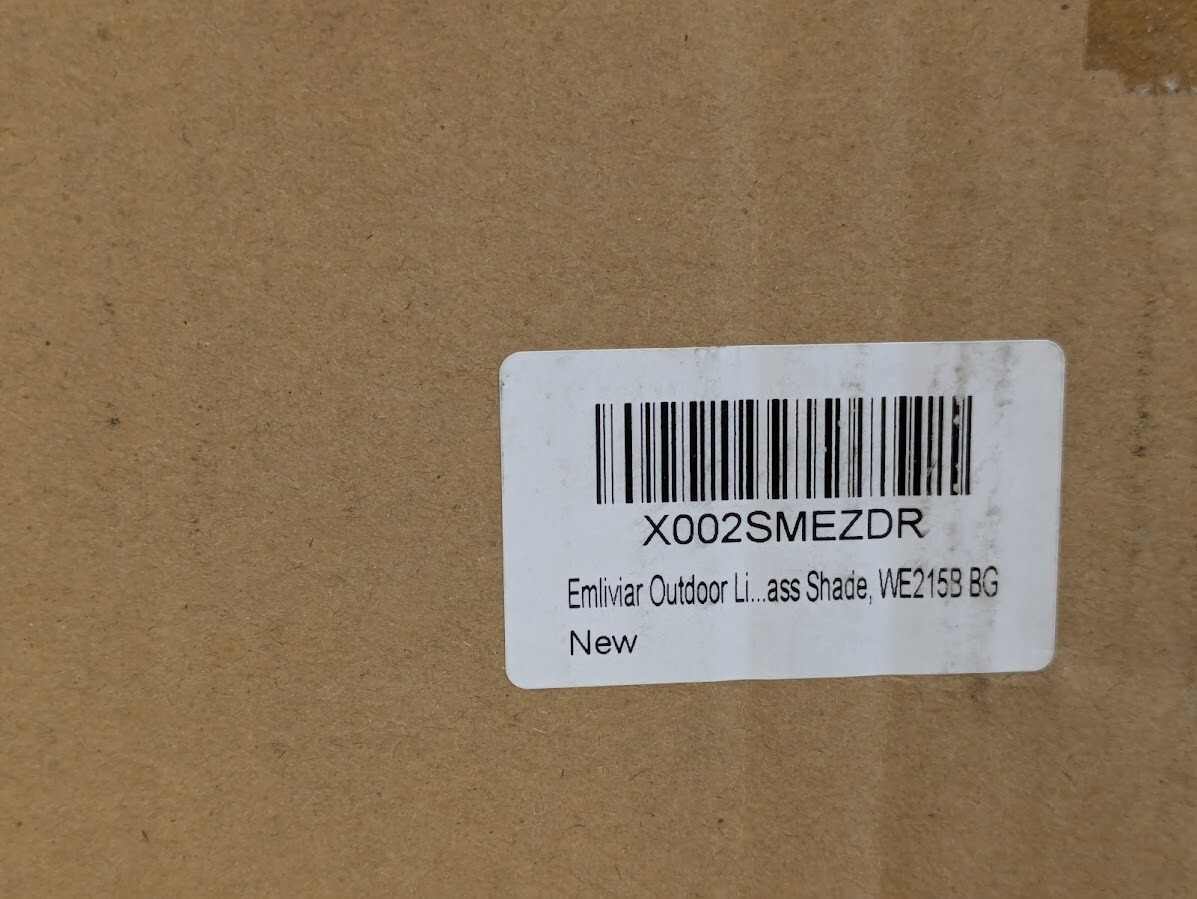 X002SMEZDR
Emliviar Outdoor Li...ass Shade, WE215B BG
New